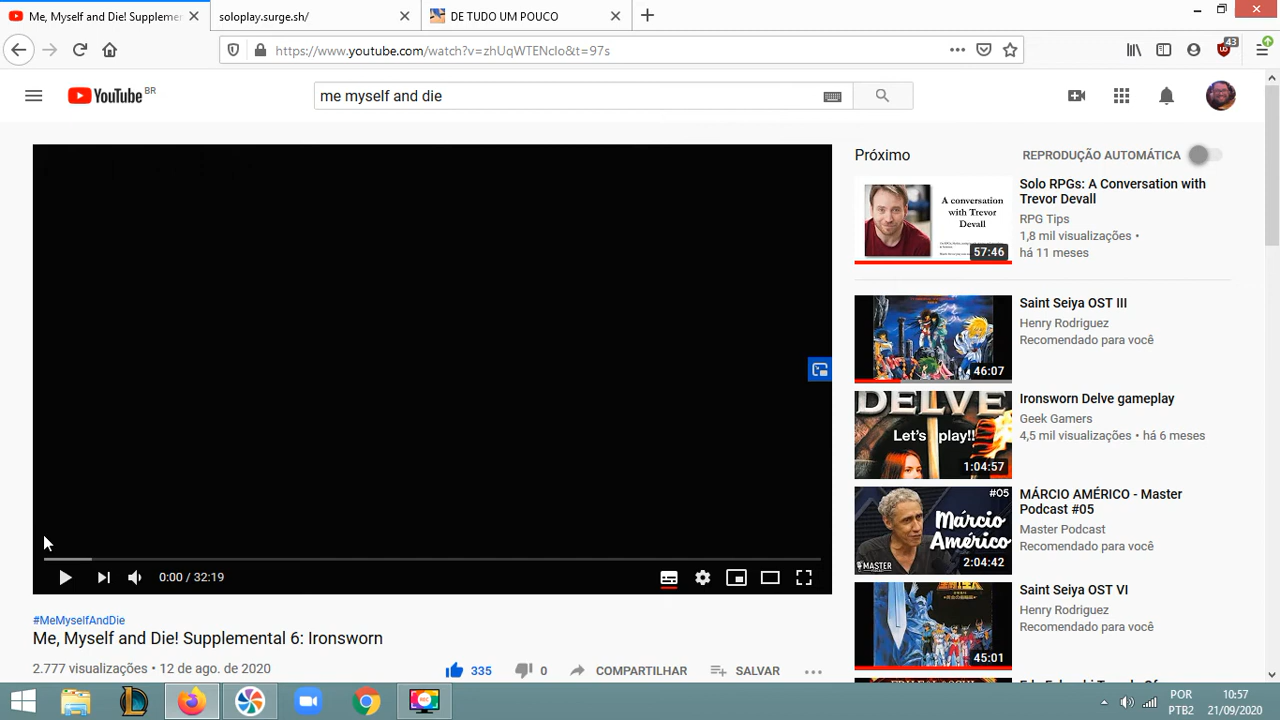 Me, Myself and Die! Supplemen
soloplay.surge.sh/
DE TUDO UM POUCO
https://www.youtube.com/watch?v=zhUqWTENcIo&t=97s
43
YouTube BR
me myself and die
Próximo
REPRODUÇÃO AUTOMÁTICA
A conversation
with Trevor
Devall
57:46
Solo RPGs: A Conversation with
Trevor Devall
RPG Tips
1,8 mil visualizações •
há 11 meses
46:07
Saint Seiya OST III
Henry Rodriguez
Recomendado para você
DELVE
Let's play!!
1:04:57
Ironsworn Delve gameplay
Geek Gamers
4,5 mil visualizações • há 6 meses
#05
Márcio
Américo
MASTER
2:04:42
MÁRCIO AMÉRICO - Master
Podcast #05
Master Podcast
Recomendado para você
45:01
Saint Seiya OST VI
Henry Rodriguez
Recomendado para você
0:00 / 32:19
#MeMyselfAndDie
Me, Myself and Die! Supplemental 6: Ironsworn
2.777 visualizações • 12 de ago. de 2020
335
0
COMPARTILHAR
SALVAR
POR
PTB2
10:57
21/09/2020